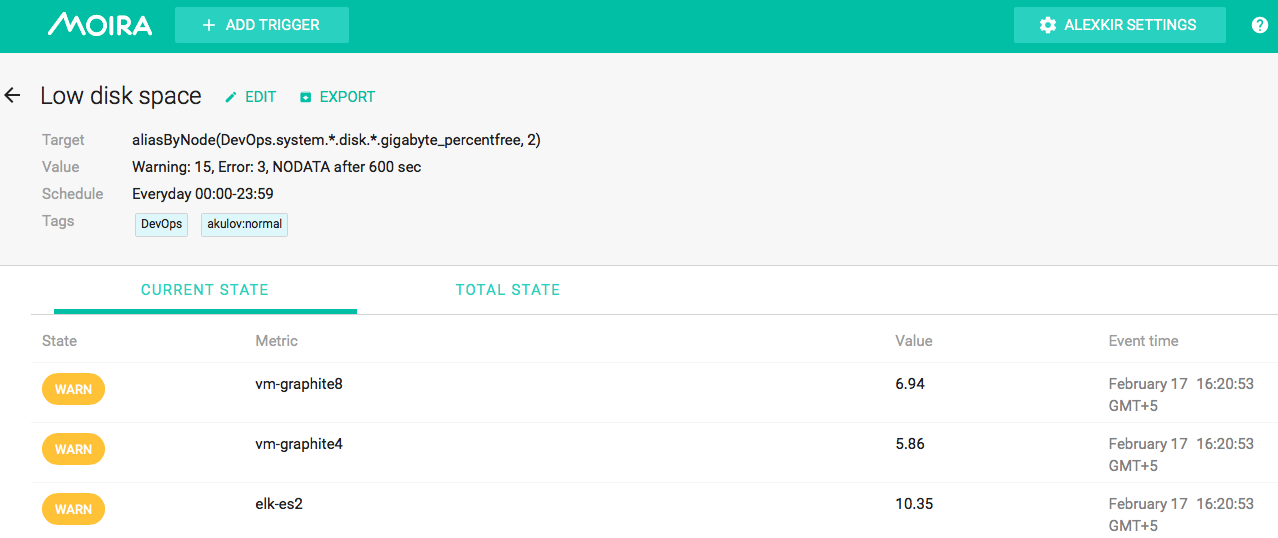 MOIRA + ADD TRIGGER ALEXKIR SETTINGS ?
Low disk space EDIT EXPORT
Target aliasByNode(DevOps.system.*.disk.*.gigabyte_percentfree, 2)
Value Warning: 15, Error: 3, NODATA after 600 sec
Schedule Everyday 00:00-23:59
Tags DevOps akulov:normal
CURRENT STATE TOTAL STATE
State Metric Value Event time
WARN vm-graphite8 6.94 February 17 16:20:53
GMT+5
WARN vm-graphite4 5.86 February 17 16:20:53
GMT+5
WARN elk-es2 10.35 February 17 16:20:53
GMT+5